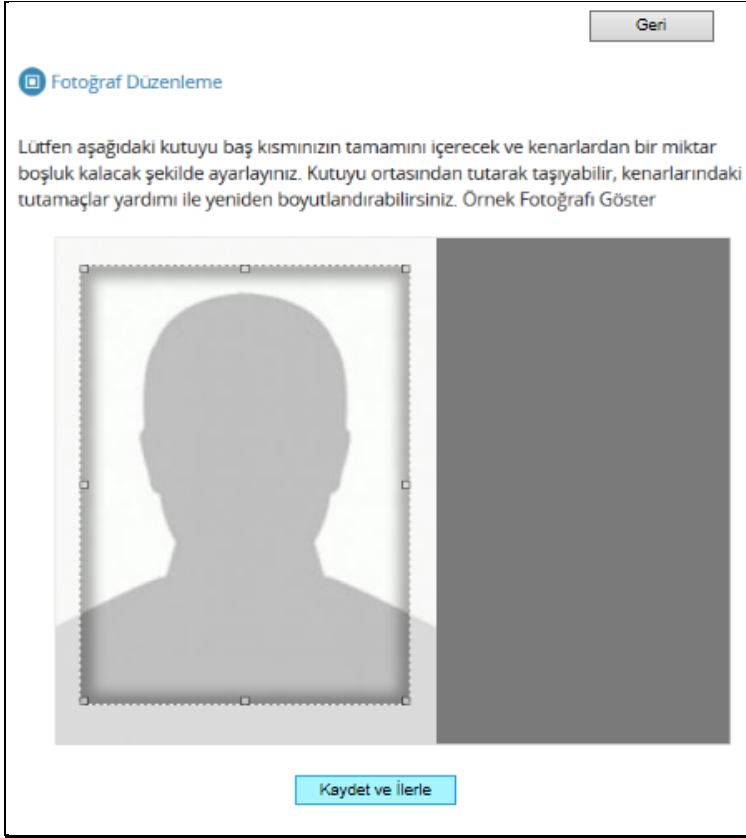 Geri
Fotoğraf Düzenleme
Lütfen aşağıdaki kutuyu baş kısmınızın tamamını içerecek ve kenarlardan bir miktar
boşluk kalacak şekilde ayarlayınız. Kutuyu ortasından tutarak taşıyabilir, kenarlarındaki
tutamaçlar yardımı ile yeniden boyutlandırabilirsiniz. Örnek Fotoğrafı Göster
Kaydet ve İlerle